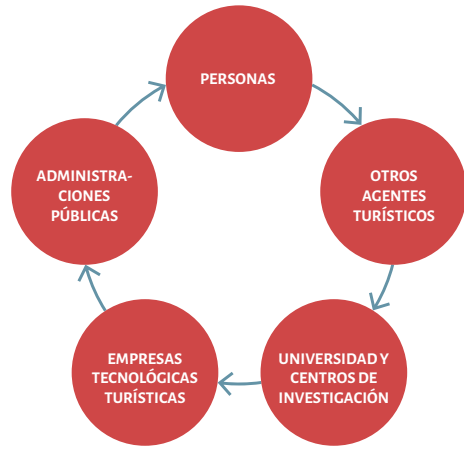 PERSONAS
OTROS
AGENTES
TURÍSTICOS
UNIVERSIDAD Y
CENTROS DE
INVESTIGACIÓN
EMPRESAS
TECNOLÓGICAS
TURÍSTICAS
ADMINISTRA-
CIONES
PÚBLICAS